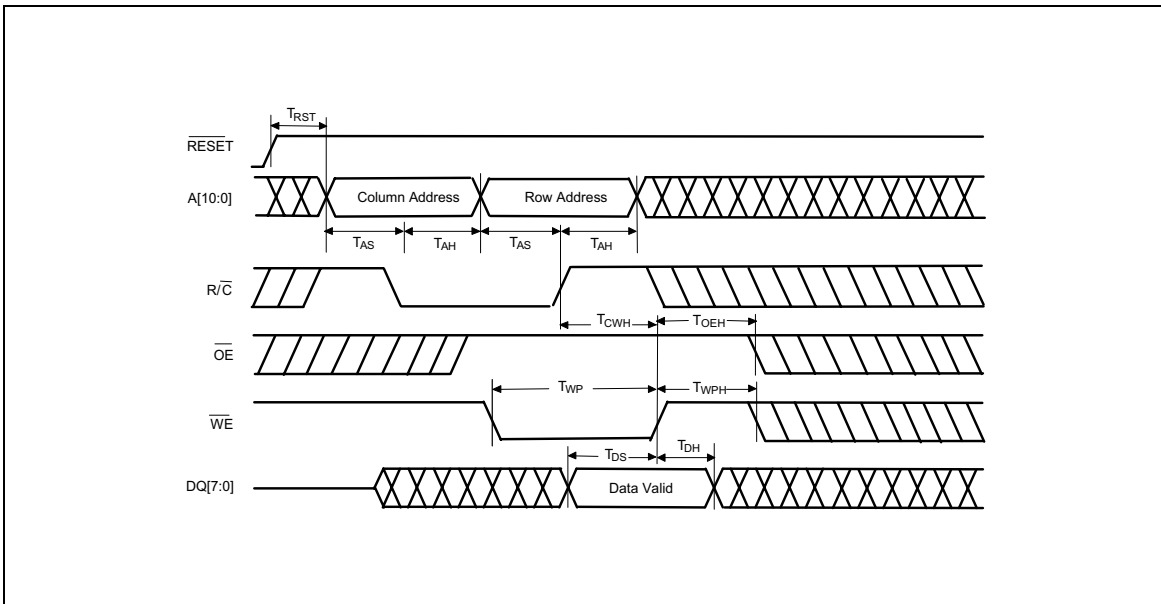 TRST
RESET
A[10:0]
Column Address
Row Address
TAS
TAH
TAS
TAH
R/C
TCWH
TOEH
OE
TWP
TWPH
WE
TDS
TDH
DQ[7:0]
Data Valid